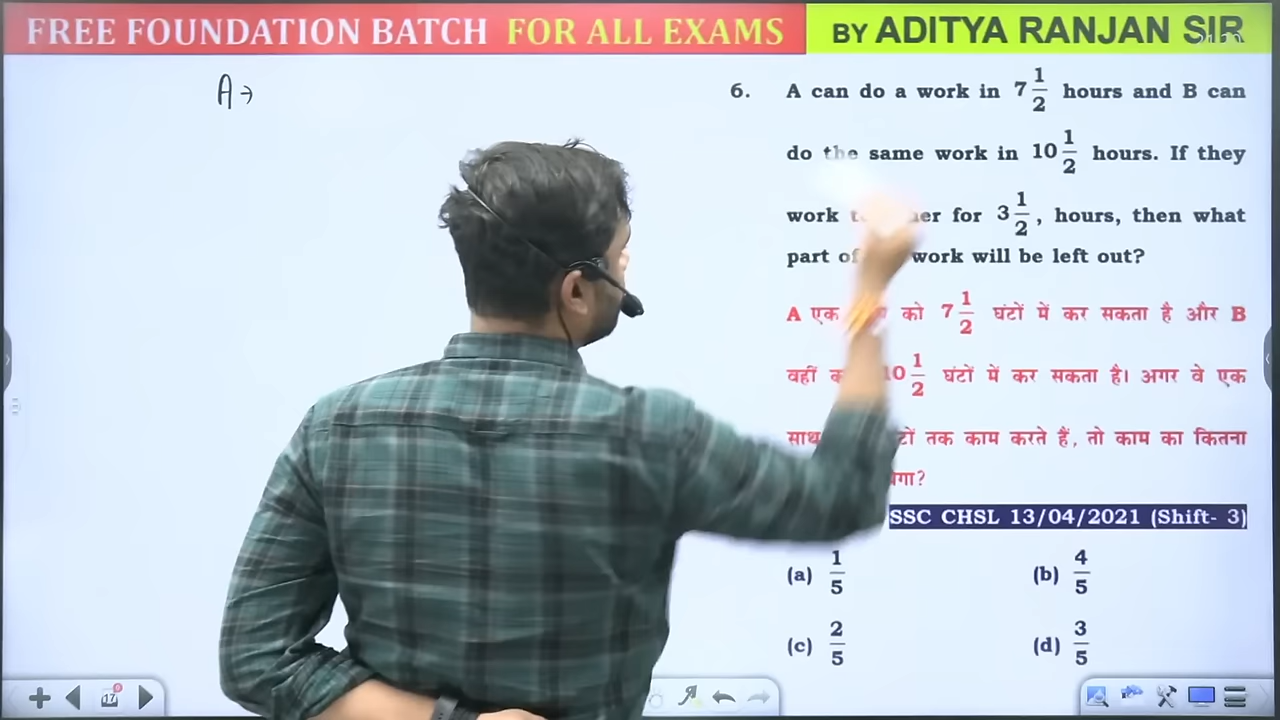 FREE FOUNDATION BATCH FOR ALL EXAMS
BY ADITYA RANJAN SIR
A→
6. A can do a work in 7 1/2 hours and B can
do the same work in 10 1/2 hours. If they
work for 3 1/2, hours, then what
part of work will be left out?
A एक को 7 1/2 घंटों में कर सकता है और B
वहीं 1/2 घंटों में कर सकता है। अगर वे एक
साथ तक काम करते हैं, तो काम का कितना
SSC CHSL 13/04/2021 (Shift- 3)
(a) 1/5 (b) 4/5
(c) 2/5 (d) 3/5
17